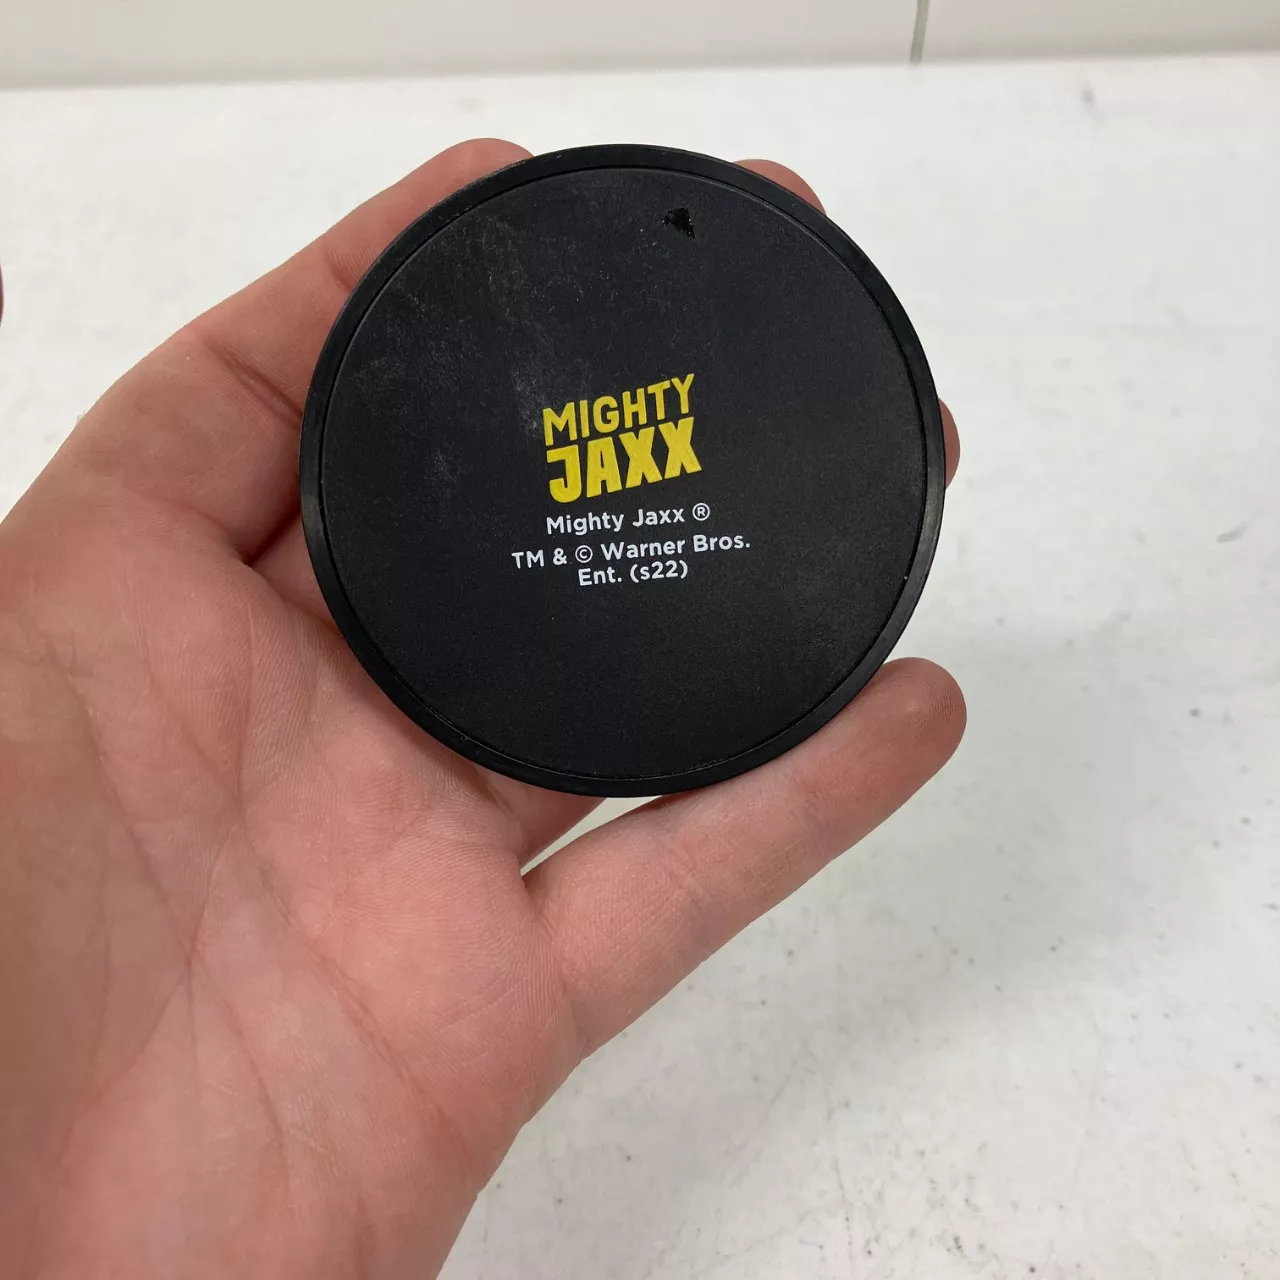 MIGHTY
JAXX
Mighty Jaxx ®
TM & © Warner Bros.
Ent. (s22)